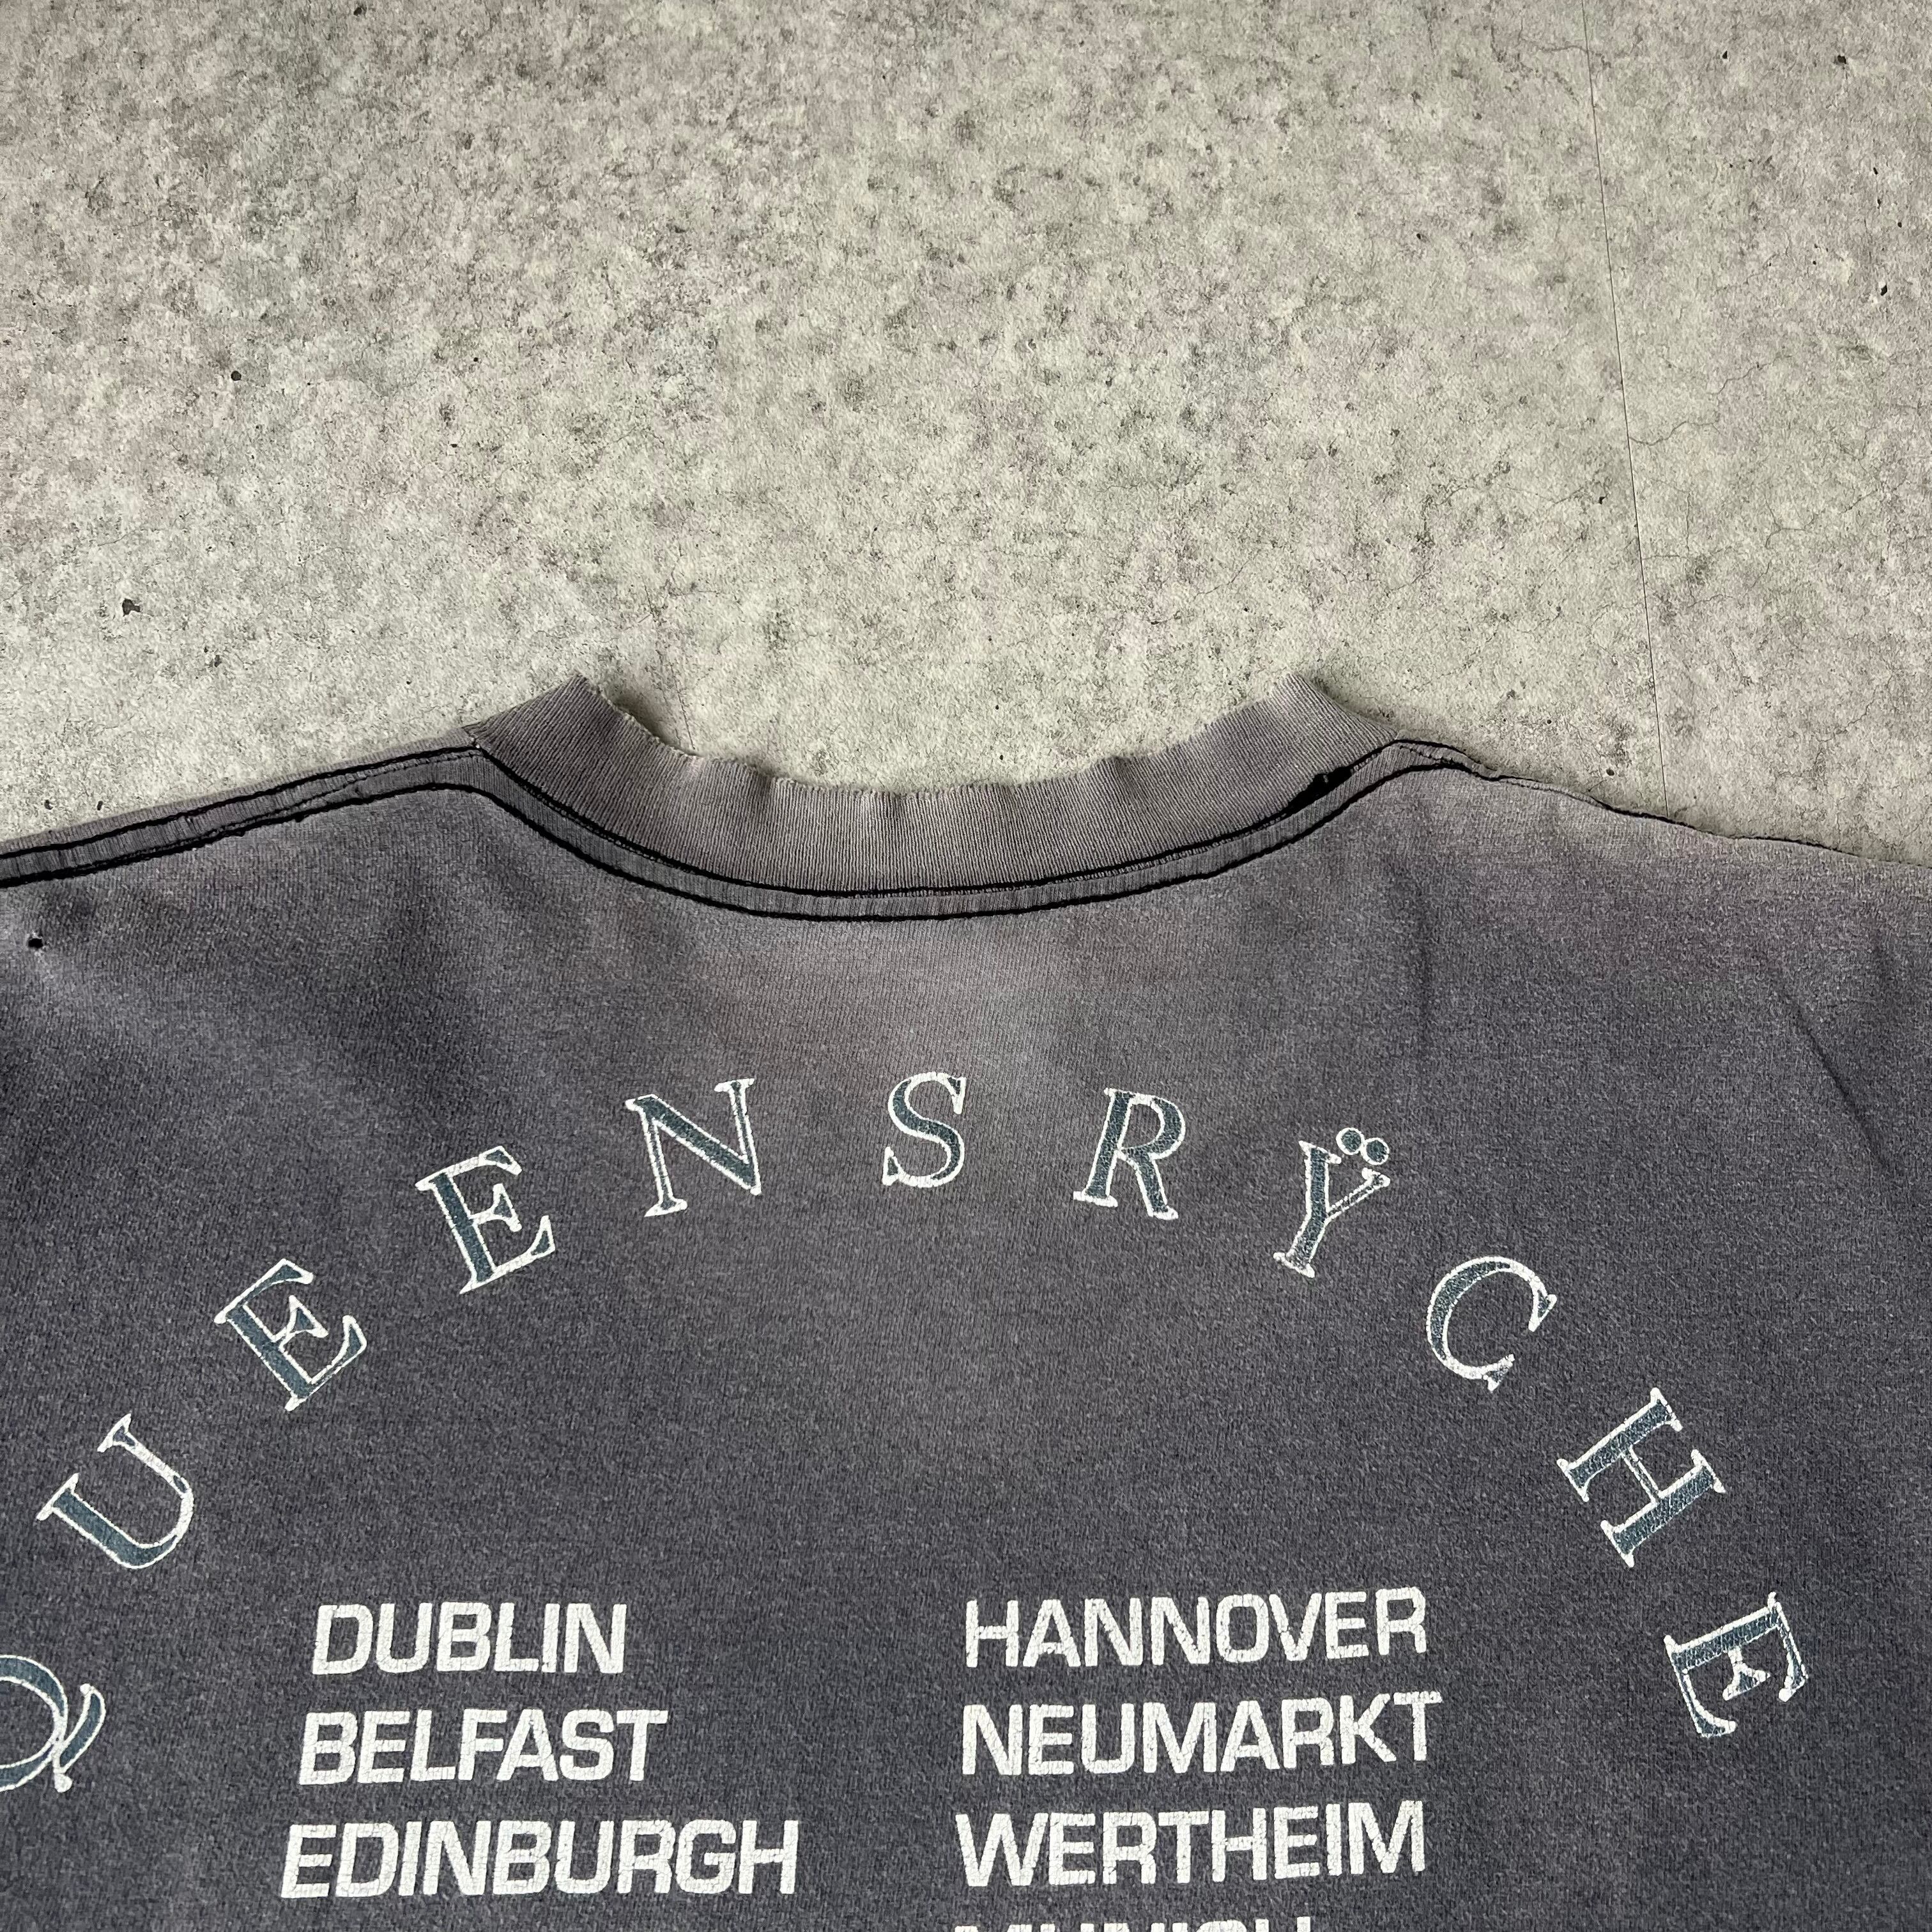 QUEENSRŸCHE
DUBLIN
BELFAST
EDINBURGH
HANNOVER
NEUMARKT
WERTHEIM